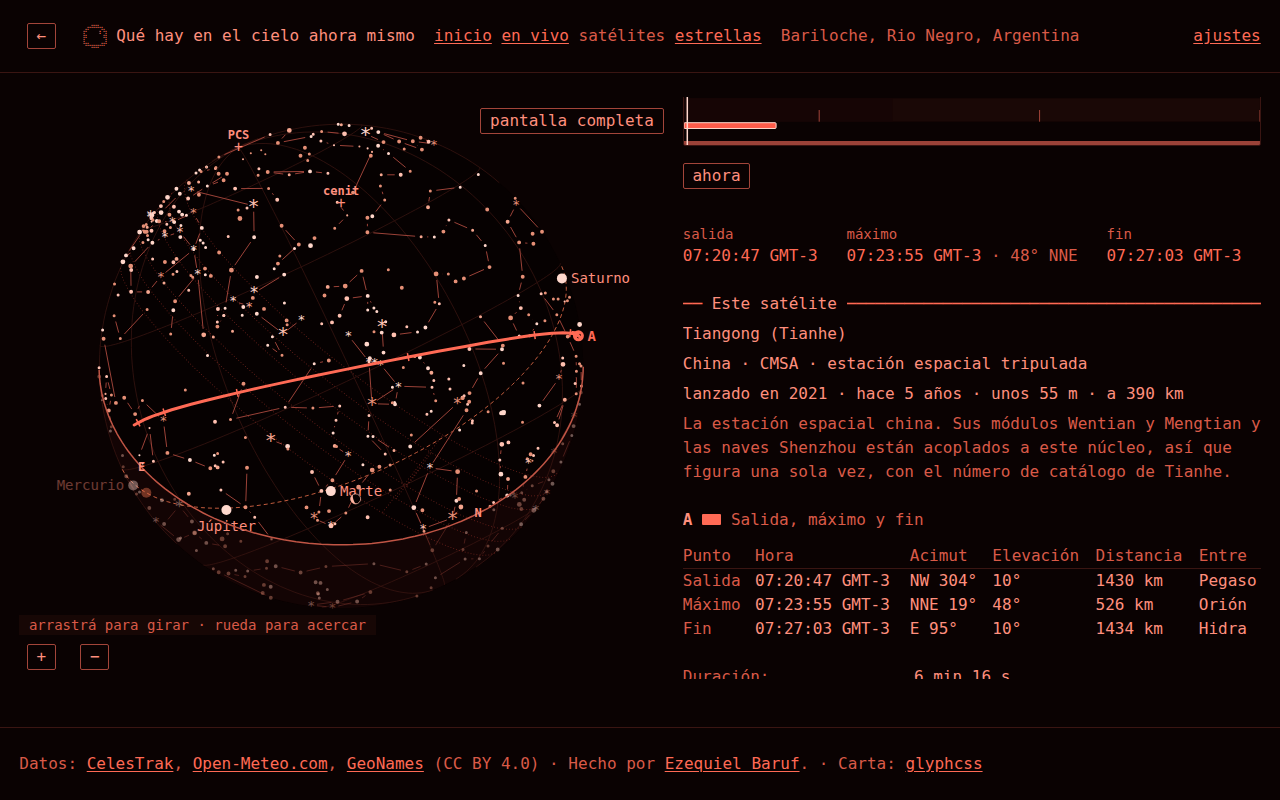 ← Qué hay en el cielo ahora mismo inicio en vivo satélites estrellas Bariloche, Rio Negro, Argentina ajustes
pantalla completa
PCS
cenit
Saturno
A
E
Mercurio
Marte
Júpiter
N
arrastrá para girar · rueda para acercar
+ −
ahora
salida máximo fin
07:20:47 GMT-3 07:23:55 GMT-3 · 48° NNE 07:27:03 GMT-3
Este satélite
Tiangong (Tianhe)
China · CMSA · estación espacial tripulada
lanzado en 2021 · hace 5 años · unos 55 m · a 390 km
La estación espacial china. Sus módulos Wentian y Mengtian y
las naves Shenzhou están acoplados a este núcleo, así que
figura una sola vez, con el número de catálogo de Tianhe.
A Salida, máximo y fin
Punto Hora Acimut Elevación Distancia Entre
Salida 07:20:47 GMT-3 NW 304° 10° 1430 km Pegaso
Máximo 07:23:55 GMT-3 NNE 19° 48° 526 km Orión
Fin 07:27:03 GMT-3 E 95° 10° 1434 km Hidra
Duración: 6 min 16 s
Datos: CelesTrak, Open-Meteo.com, GeoNames (CC BY 4.0) · Hecho por Ezequiel Baruf. · Carta: glyphcss